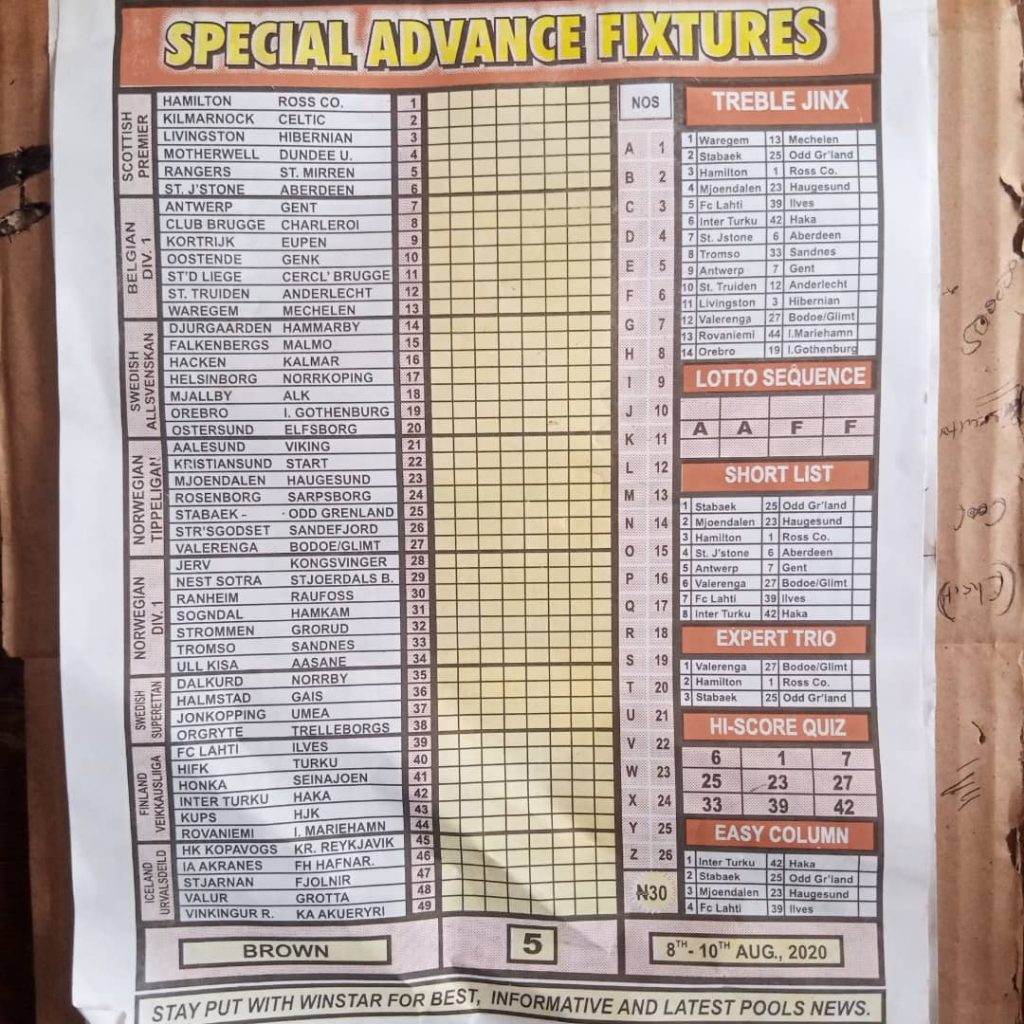 SPECIAL ADVANCE FIXTURES
SCOTTISH PREMIER
HAMILTON ROSS CO. 1
KILMARNOCK CELTIC 2
LIVINGSTON HIBERNIAN 3
MOTHERWELL DUNDEE U. 4
RANGERS ST. MIRREN 5
ST. J'STONE ABERDEEN 6
BELGIAN DIV. 1
ANTWERP GENT 7
CLUB BRUGGE CHARLEROI 8
KORTRIJK EUPEN 9
OOSTENDE GENK 10
ST'D LIEGE CERCL' BRUGGE 11
ST. TRUIDEN ANDERLECHT 12
WAREGEM MECHELEN 13
SWEDISH ALLSVENSKAN
DJURGAARDEN HAMMARBY 14
FALKENBERGS MALMO 15
HACKEN KALMAR 16
HELSINBORG NORRKOPING 17
MJALLBY ALK 18
OREBRO I. GOTHENBURG 19
OSTERSUND ELFSBORG 20
NORWEGIAN TIPPELIGAN
AALESUND VIKING 21
KRISTIANSUND START 22
MJOENDALEN HAUGESUND 23
ROSENBORG SARPSBORG 24
STABAEK - ODD GRENLAND 25
STR'SGODSET SANDEFJORD 26
VALERENGA BODOE/GLIMT 27
NORWEGIAN DIV. 1
JERV KONGSVINGER 28
NEST SOTRA STJOERDALS B. 29
RANHEIM RAUFOSS 30
SOGNDAL HAMKAM 31
STROMMEN GRORUD 32
TROMSO SANDNES 33
ULL KISA AASANE 34
SWEDISH SUPERETTAN
DALKURD NORRBY 35
HALMSTAD GAIS 36
JONKOPPING UMEA 37
ORGRYTE TRELLEBORGS 38
FINLAND VEIKKAUSLIIGA
FC LAHTI ILVES 39
HIFK TURKU 40
HONKA SEINAJOEN 41
INTER TURKU HAKA 42
KUPS HJK 43
ROVANIEMI I. MARIEHAMN 44
ICELAND URVALSDEILD
HK KOPAVOGS KR. REYKJAVIK 45
IA AKRANES FH HAFNAR. 46
STJARNAN FJOLNIR 47
VALUR GROTTA 48
VINKINGUR R. KA AKUERYRI 49
NOS
A 1
B 2
C 3
D 4
E 5
F 6
G 7
H 8
I 9
J 10
K 11
L 12
M 13
N 14
O 15
P 16
Q 17
R 18
S 19
T 20
U 21
V 22
W 23
X 24
Y 25
Z 26
₦30
TREBLE JINX
1 Waregem 13 Mechelen
2 Stabaek 25 Odd Gr'land
3 Hamilton 1 Ross Co.
4 Mjoendalen 23 Haugesund
5 Fc Lahti 39 Ilves
6 Inter Turku 42 Haka
7 St. Jstone 6 Aberdeen
8 Tromso 33 Sandnes
9 Antwerp 7 Gent
10 St. Truiden 12 Anderlecht
11 Livingston 3 Hibernian
12 Valerenga 27 Bodoe/Glimt
13 Rovaniemi 44 I.Mariehamn
14 Orebro 19 I.Gothenburg
LOTTO SEQUENCE
A A F F
SHORT LIST
1 Stabaek 25 Odd Gr'land
2 Mjoendalen 23 Haugesund
3 Hamilton 1 Ross Co.
4 St. J'stone 6 Aberdeen
5 Antwerp 7 Gent
6 Valerenga 27 Bodoe/Glimt
7 Fc Lahti 39 Ilves
8 Inter Turku 42 Haka
EXPERT TRIO
1 Valerenga 27 Bodoe/Glimt
2 Hamilton 1 Ross Co.
3 Stabaek 25 Odd Gr'land
HI-SCORE QUIZ
6 1 7
25 23 27
33 39 42
EASY COLUMN
1 Inter Turku 42 Haka
2 Stabaek 25 Odd Gr'land
3 Mjoendalen 23 Haugesund
4 Fc Lahti 39 Ilves
BROWN
5
8TH - 10TH AUG., 2020
STAY PUT WITH WINSTAR FOR BEST, INFORMATIVE AND LATEST POOLS NEWS.